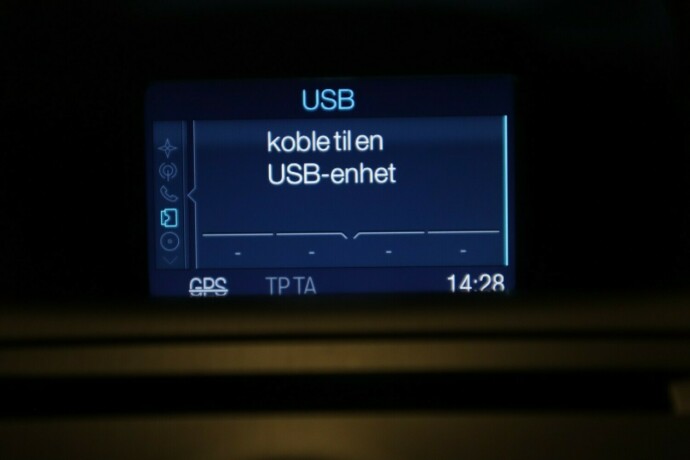 USB
koble til en
USB-enhet
- - - -
GPS TP TA 14:28